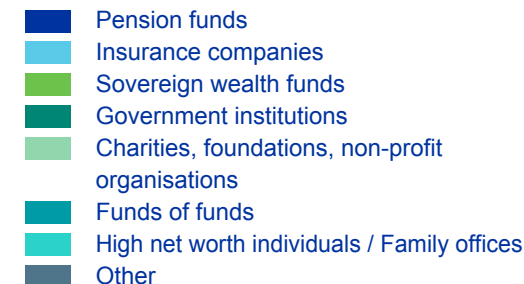 Pension funds
Insurance companies
Sovereign wealth funds
Government institutions
Charities, foundations, non-profit
organisations
Funds of funds
High net worth individuals / Family offices
Other